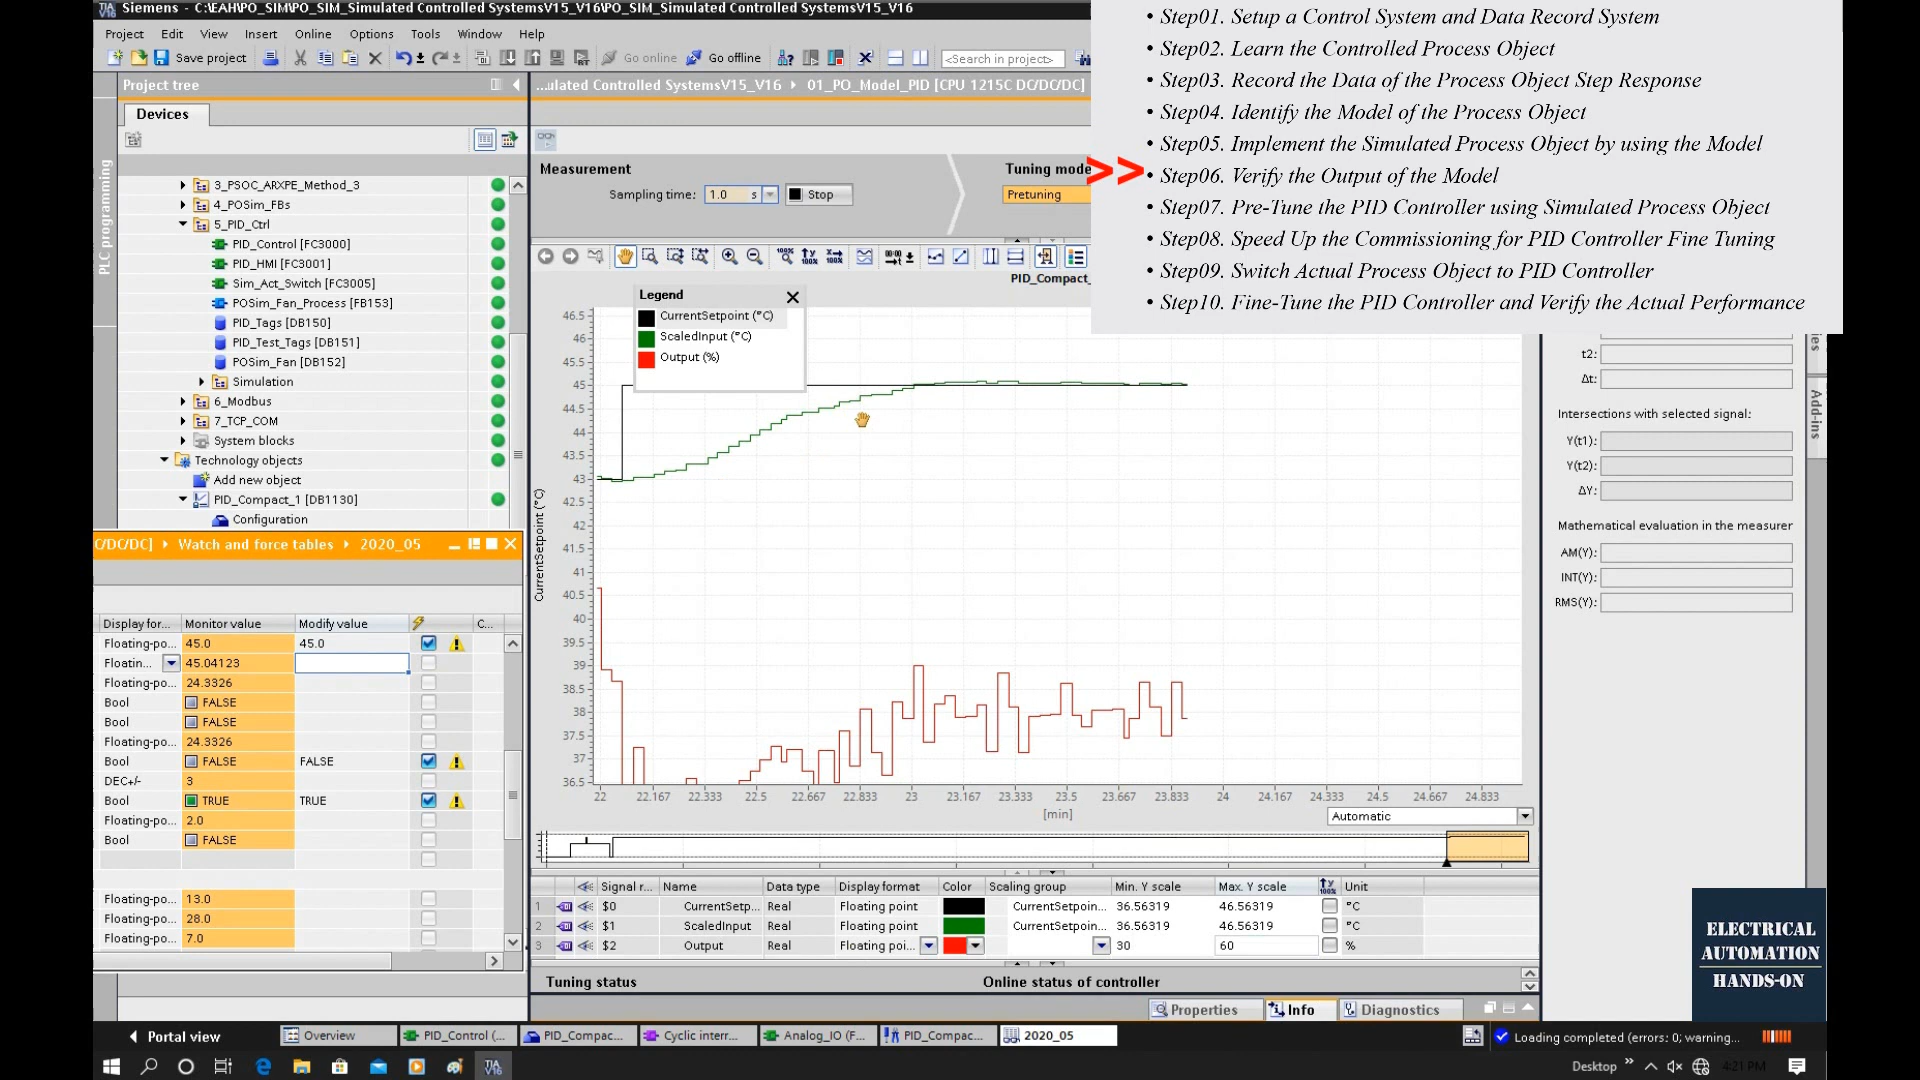 Siemens - C:\EAH\PO_SIM\PO_SIM_Simulated Controlled SystemsV15_V16\PO_SIM_Simulated Controlled SystemsV15_V16
Project Edit View Insert Online Options Tools Window Help
Save project Go online Go offline <Search in project>
Project tree
...ulated Controlled SystemsV15_V16 01_PO_Model_PID [CPU 1215C DC/DC/DC]
Devices
PLC programming
3_PSOC_ARXPE_Method_3
4_POSim_FBs
5_PID_Ctrl
PID_Control [FC3000]
PID_HMI [FC3001]
Sim_Act_Switch [FC3005]
POSim_Fan_Process [FB153]
PID_Tags [DB150]
PID_Test_Tags [DB151]
POSim_Fan [DB152]
Simulation
6_Modbus
7_TCP_COM
System blocks
Technology objects
Add new object
PID_Compact_1 [DB1130]
Configuration
Measurement
Sampling time: 1.0 s Stop
Tuning mode
Pretuning
PID_Compact_
• Step01. Setup a Control System and Data Record System
• Step02. Learn the Controlled Process Object
• Step03. Record the Data of the Process Object Step Response
• Step04. Identify the Model of the Process Object
• Step05. Implement the Simulated Process Object by using the Model
>> • Step06. Verify the Output of the Model
• Step07. Pre-Tune the PID Controller using Simulated Process Object
• Step08. Speed Up the Commissioning for PID Controller Fine Tuning
• Step09. Switch Actual Process Object to PID Controller
• Step10. Fine-Tune the PID Controller and Verify the Actual Performance
Legend
CurrentSetpoint (°C)
ScaledInput (°C)
Output (%)
CurrentSetpoint (°C)
46.5
46
45.5
45
44.5
44
43.5
43
42.5
42
41.5
41
40.5
40
39.5
39
38.5
38
37.5
37
36.5
22 22.167 22.333 22.5 22.667 22.833 23 23.167 23.333 23.5 23.667 23.833 24 24.167 24.333 24.5 24.667 24.833
[min]
Automatic
t2:
Δt:
Intersections with selected signal:
Y(t1):
Y(t2):
ΔY:
Mathematical evaluation in the measurer
AM(Y):
INT(Y):
RMS(Y):
Add-ins
C/DC/DC] Watch and force tables 2020_05
Display for... Monitor value Modify value C...
Floating-po... 45.0 45.0
Floatin... 45.04123
Floating-po... 24.3326
Bool FALSE
Bool FALSE
Floating-po... 24.3326
Bool FALSE FALSE
DEC+/- 3
Bool TRUE TRUE
Floating-po... 2.0
Bool FALSE
Floating-po... 13.0
Floating-po... 28.0
Floating-po... 7.0
Signal r... Name Data type Display format Color Scaling group Min. Y scale Max. Y scale Unit
1 $0 CurrentSetp... Real Floating point CurrentSetpoin... 36.56319 46.56319 °C
2 $1 ScaledInput Real Floating point CurrentSetpoin... 36.56319 46.56319 °C
3 $2 Output Real Floating poi... 30 60 %
Tuning status Online status of controller
Properties Info Diagnostics
ELECTRICAL
AUTOMATION
HANDS-ON
Portal view Overview PID_Control (... PID_Compac... Cyclic interr... Analog_IO (F... PID_Compac... 2020_05 Loading completed (errors: 0; warning...
Desktop 4:21 PM